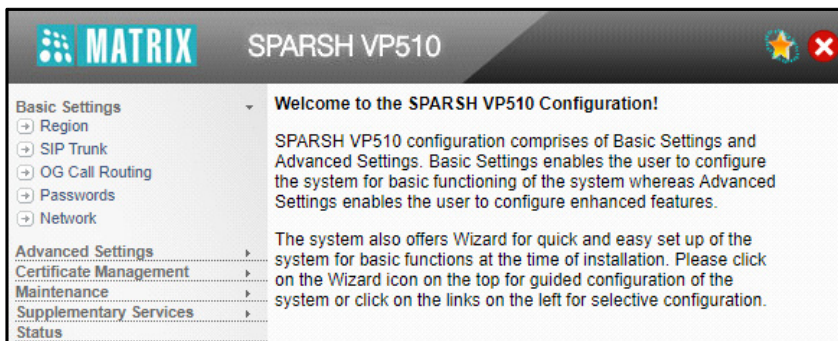 MATRIX
SPARSH VP510
Basic Settings
Region
SIP Trunk
OG Call Routing
Passwords
Network
Advanced Settings
Certificate Management
Maintenance
Supplementary Services
Status
Welcome to the SPARSH VP510 Configuration!
SPARSH VP510 configuration comprises of Basic Settings and
Advanced Settings. Basic Settings enables the user to configure
the system for basic functioning of the system whereas Advanced
Settings enables the user to configure enhanced features.
The system also offers Wizard for quick and easy set up of the
system for basic functions at the time of installation. Please click
on the Wizard icon on the top for guided configuration of the
system or click on the links on the left for selective configuration.